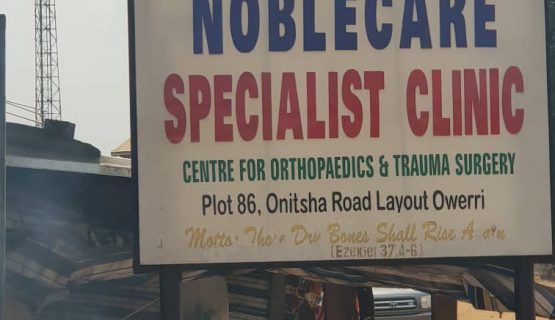 NOBLECARE
SPECIALIST CLINIC
CENTRE FOR ORTHOPAEDICS & TRAUMA SURGERY
Plot 86, Onitsha Road Layout Owerri
Motto: Those Dry Bones Shall Rise Again
(Ezekiel 37.4-6)